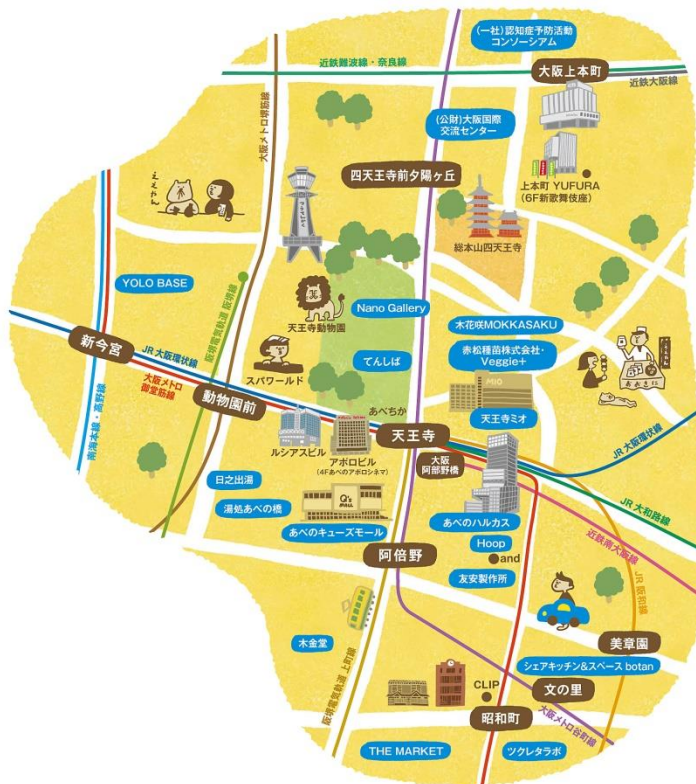 (一社)認知症予防活動
コンソーシアム
近鉄難波線・奈良線
大阪上本町
近鉄大阪線
大阪メトロ堺筋線
(公財)大阪国際
交流センター
四天王寺前夕陽ヶ丘
上本町 YUFURA
(6F新歌舞伎座)
ええやん
総本山四天王寺
YOLO BASE
阪堺電気軌道 阪堺線
天王寺動物園
Nano Gallery
木花咲MOKKASAKU
赤松種苗株式会社・
Veggie+
新今宮
JR 大阪環状線
大阪メトロ
御堂筋線
スパワールド
てんしば
MIO
天王寺ミオ
南海本線・高野線
動物園前
あべちか
ルシアスビル
アポロビル
(4Fあべのアポロシネマ)
天王寺
大阪
阿部野橋
JR 大阪環状線
JR 大和路線
近鉄南大阪線
日之出湯
湯処あべの橋
Q's
MALL
あべのキューズモール
あべのハルカス
Hoop
and
友安製作所
阿倍野
JR 阪和線
木金堂
阪堺電気軌道 上町線
美章園
シェアキッチン&スペース botan
文の里
CLIP
昭和町
大阪メトロ谷町線
THE MARKET
ツクレタラボ